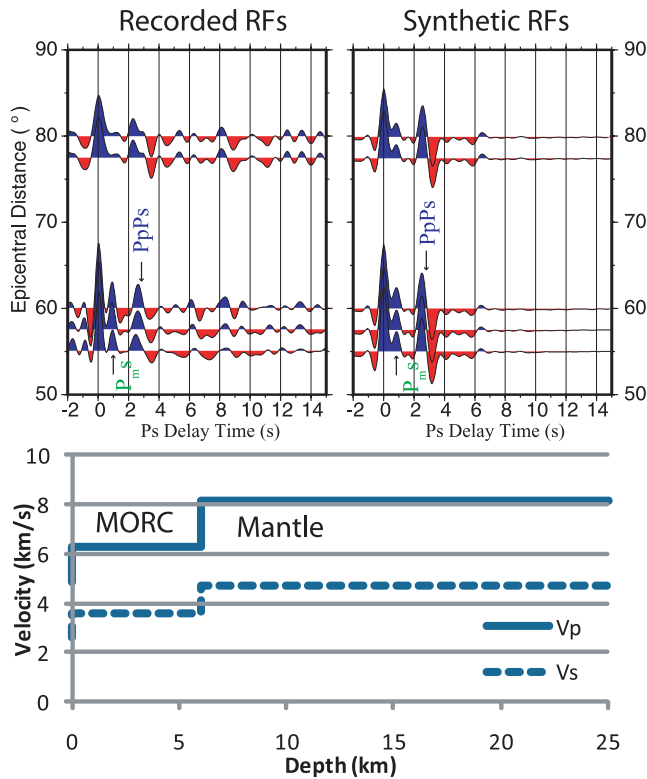 Recorded RFs
Synthetic RFs
Epicentral Distance ( ° )
90
80
70
60
50
90
80
70
60
50
PpPs
PmS
PpPs
PmS
-2 0 2 4 6 8 10 12 14
Ps Delay Time (s)
-2 0 2 4 6 8 10 12 14
Ps Delay Time (s)
Velocity (km/s)
10
8
6
4
2
0
MORC
Mantle
Vp
Vs
0 5 10 15 20 25
Depth (km)